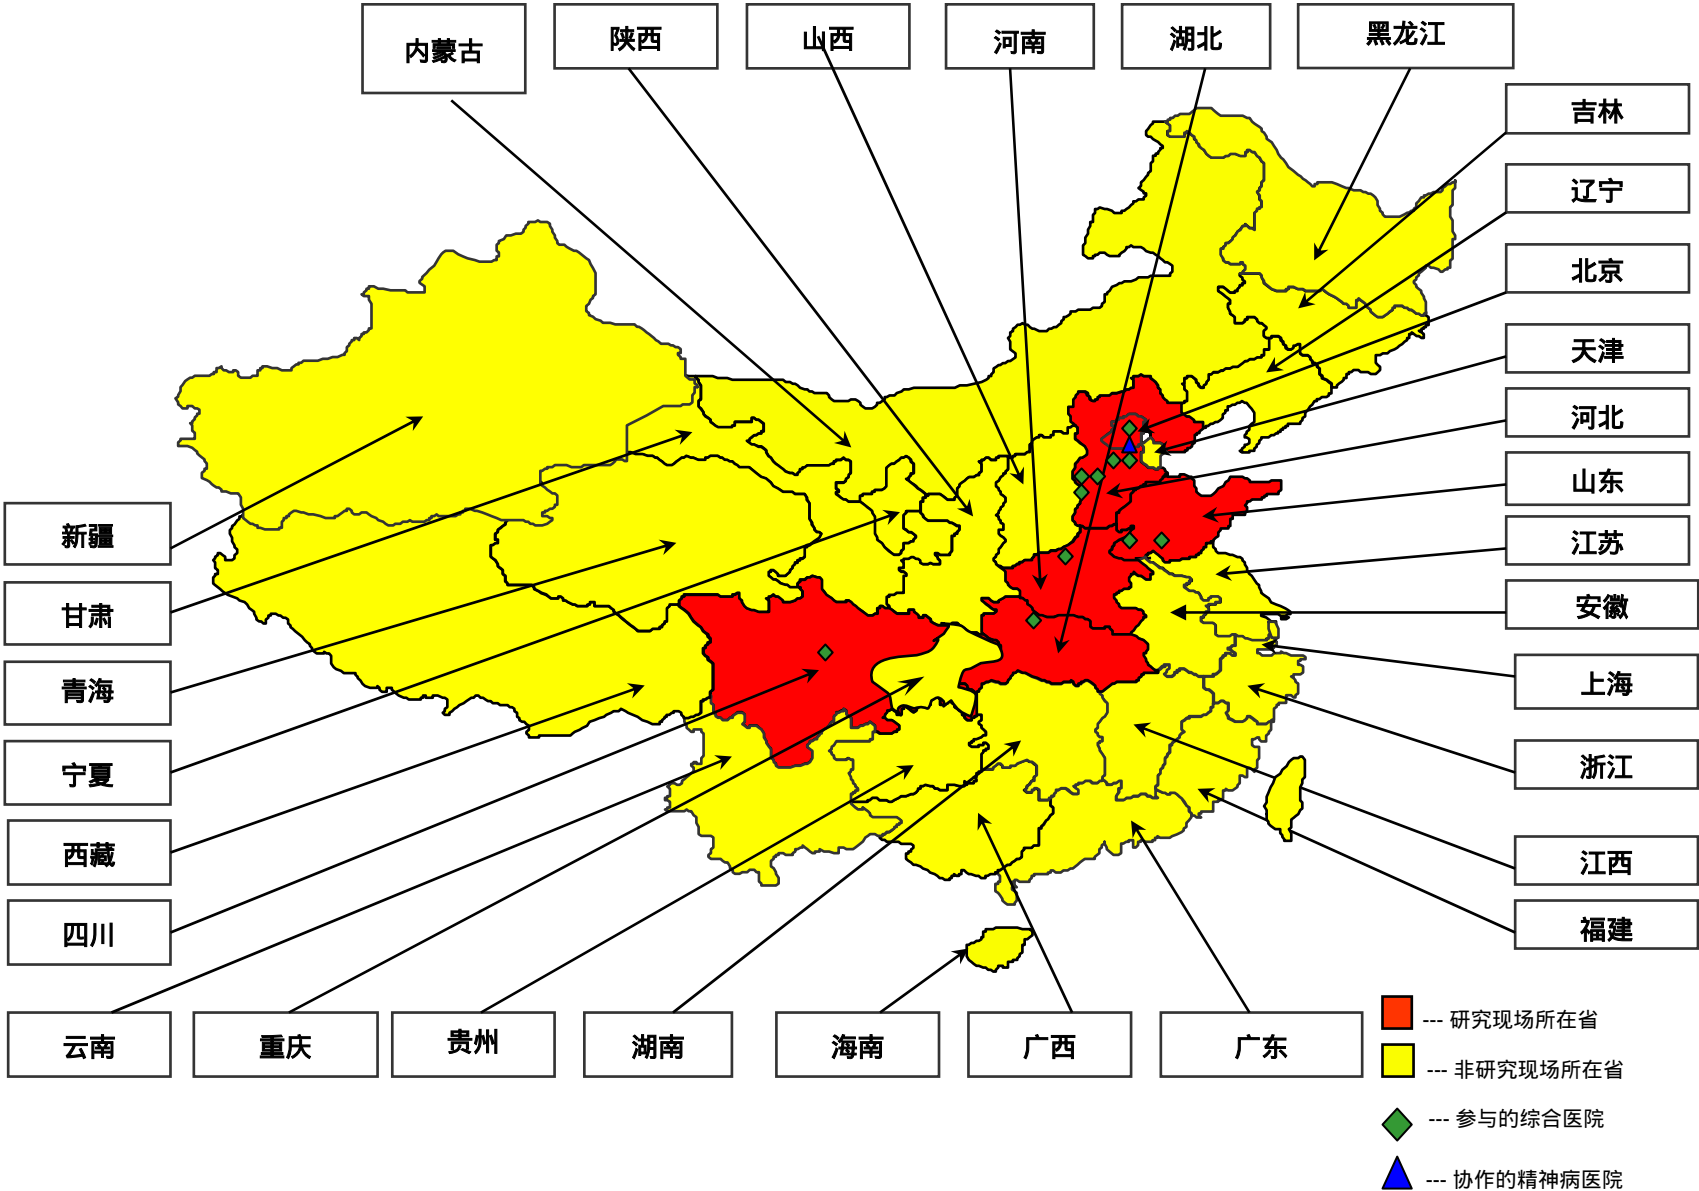 内蒙古
陕西
山西
河南
湖北
黑龙江
吉林
辽宁
北京
天津
河北
山东
江苏
安徽
上海
浙江
江西
福建
新疆
甘肃
青海
宁夏
西藏
四川
云南
重庆
贵州
湖南
海南
广西
广东
--- 研究现场所在省
--- 非研究现场所在省
--- 参与的综合医院
--- 协作的精神病医院